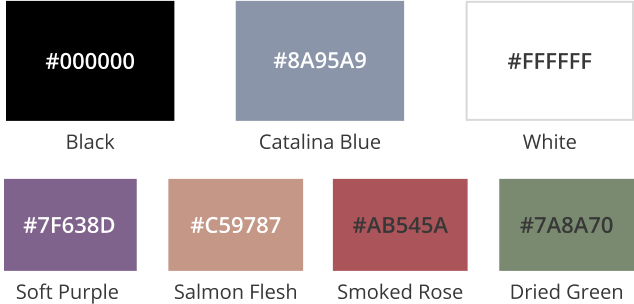 #000000 #8A95A9 #FFFFFF
Black Catalina Blue White
#7F638D #C59787 #AB545A #7A8A70
Soft Purple Salmon Flesh Smoked Rose Dried Green